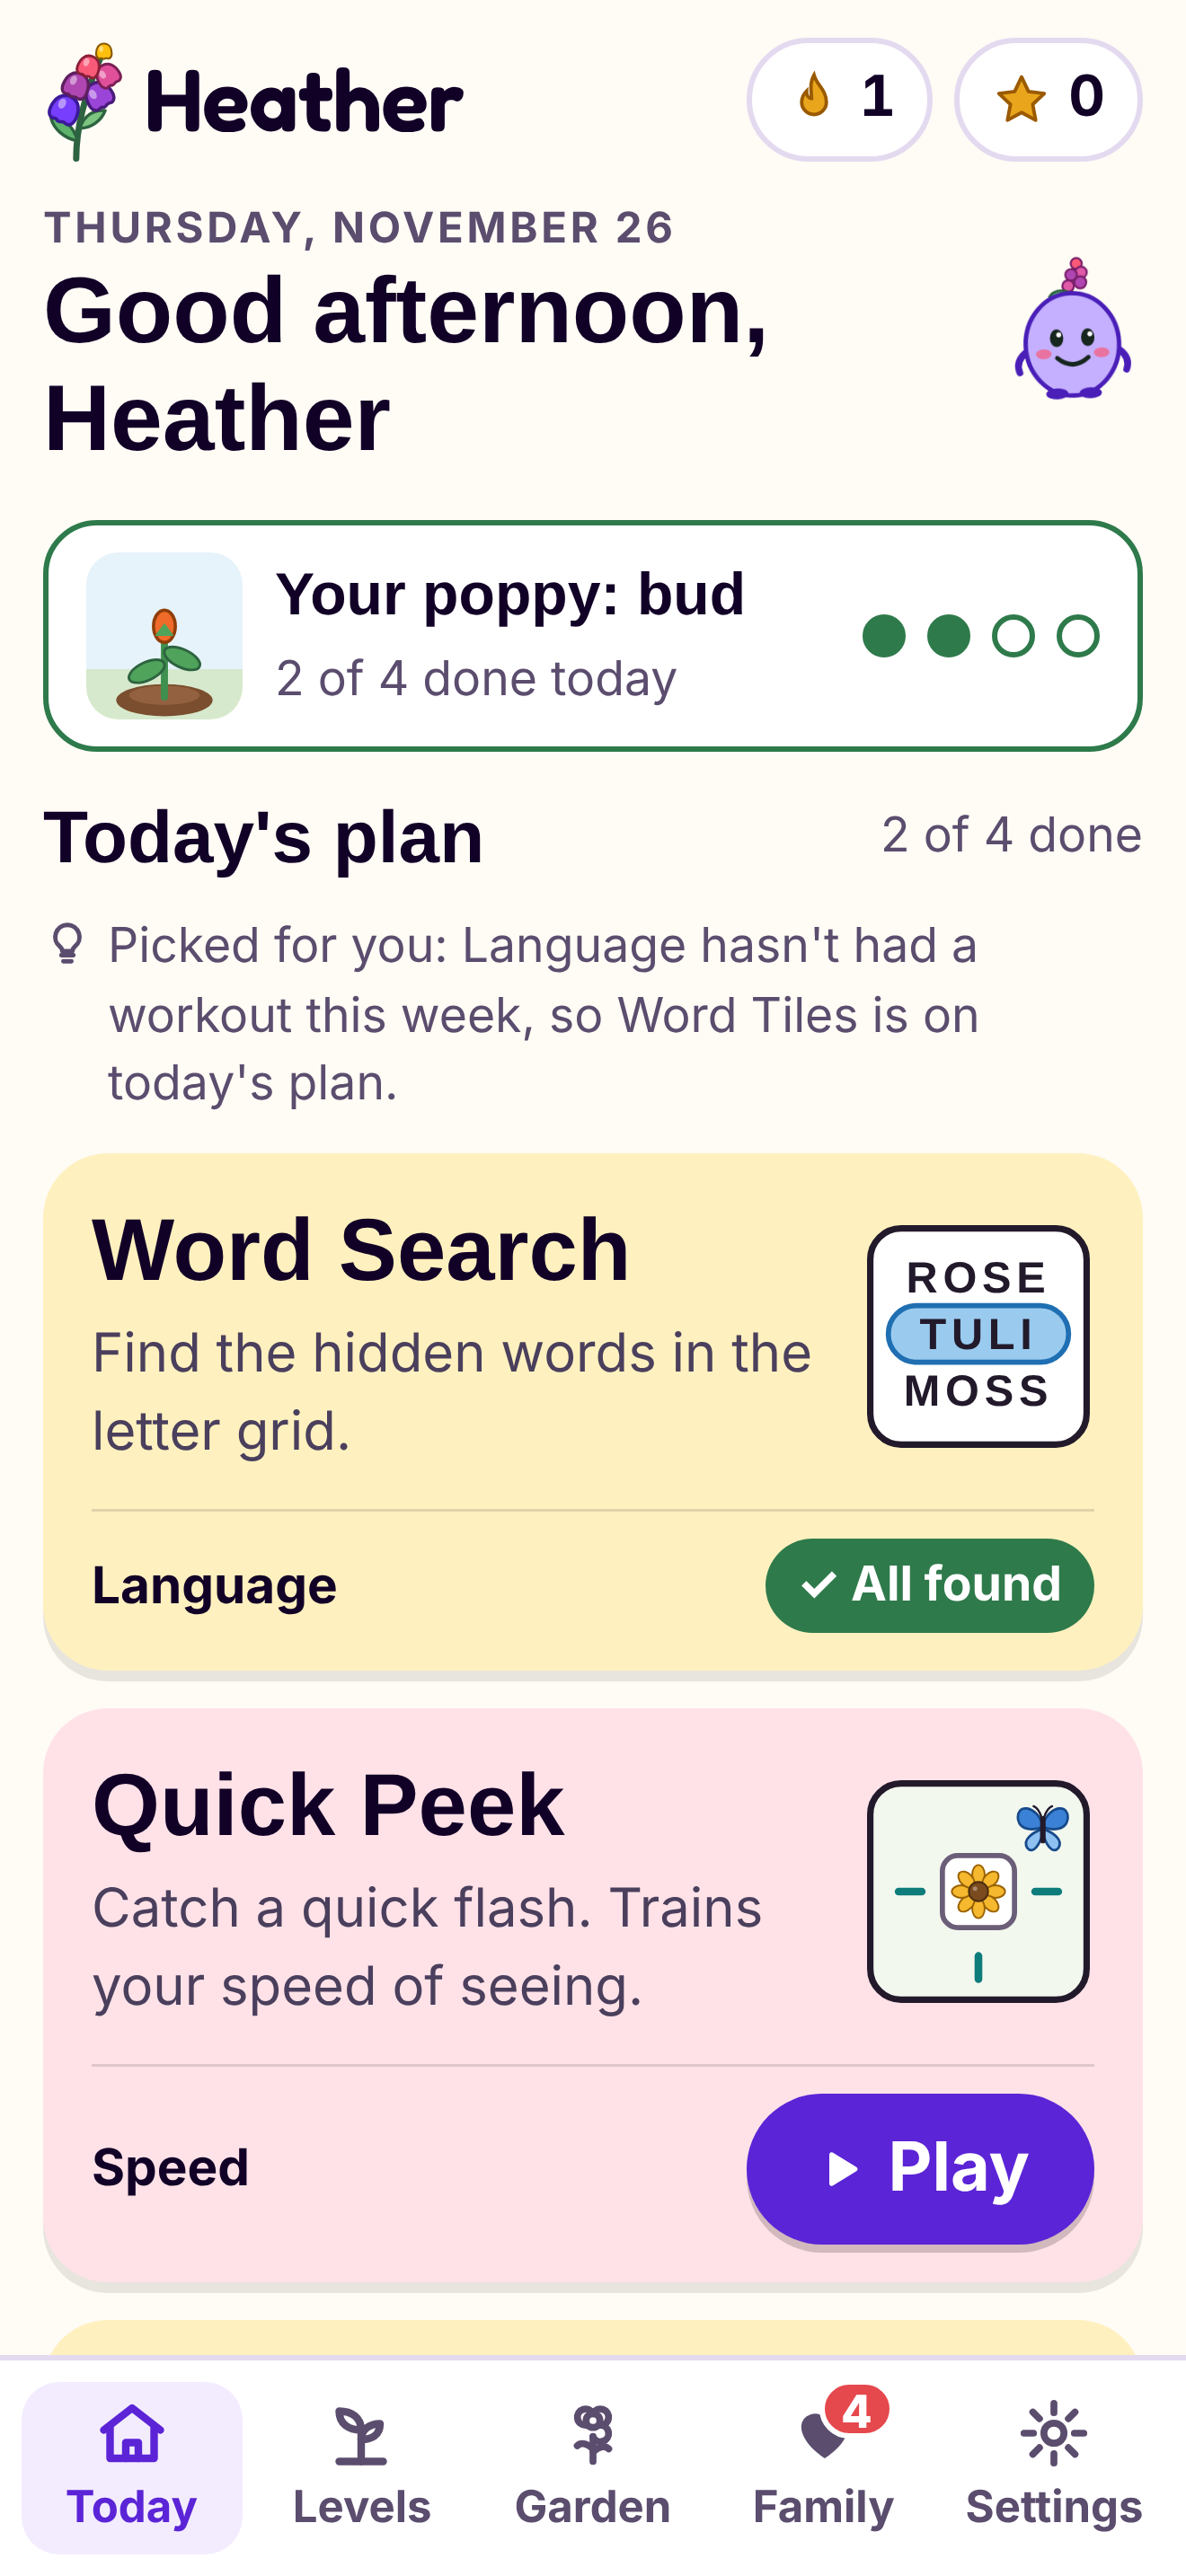 Heather
1
0
THURSDAY, NOVEMBER 26
Good afternoon,
Heather
Your poppy: bud
2 of 4 done today
Today's plan
2 of 4 done
Picked for you: Language hasn't had a
workout this week, so Word Tiles is on
today's plan.
Word Search
Find the hidden words in the
letter grid.
ROSE
TULI
MOSS
Language
All found
Quick Peek
Catch a quick flash. Trains
your speed of seeing.
Speed
Play
Today
Levels
Garden
4
Family
Settings